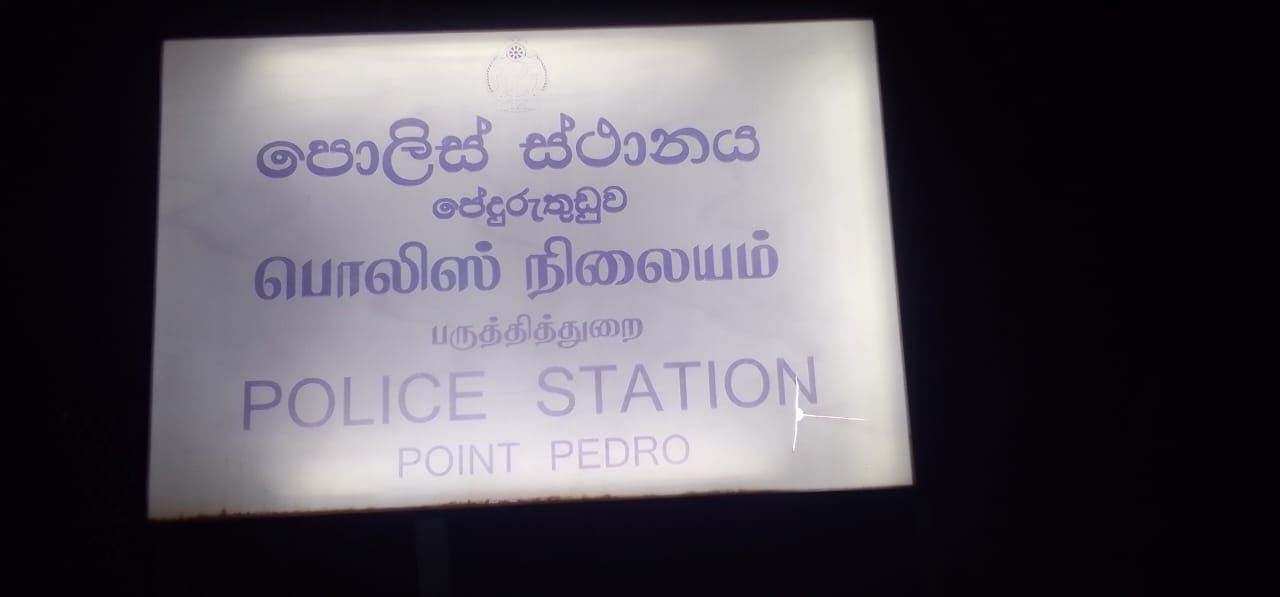 පොලිස් ස්ථානය
පේදුරුතුඩුව
பொலிஸ் நிலையம்
பருத்தித்துறை
POLICE STATION
POINT PEDRO